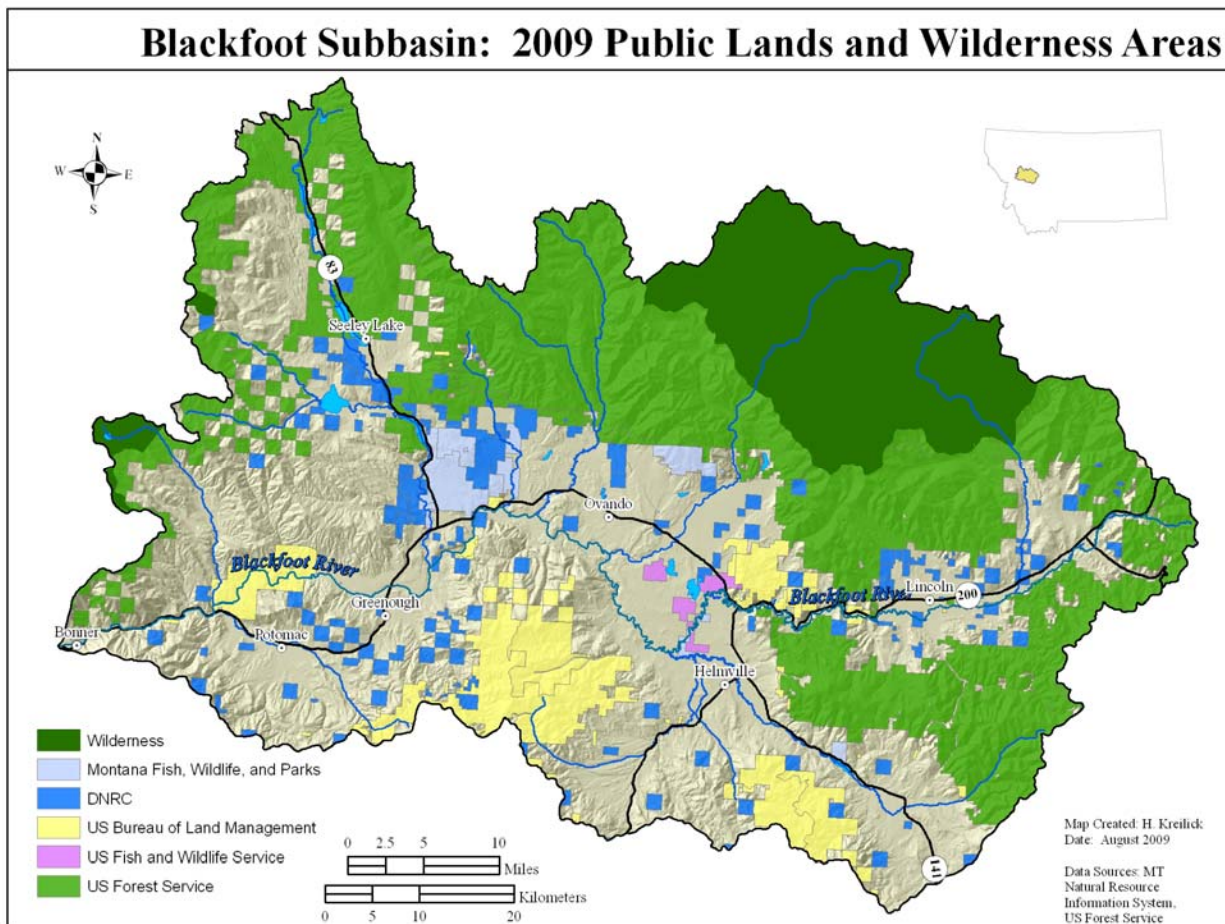 Blackfoot Subbasin: 2009 Public Lands and Wilderness Areas
N
W E
S
83
Seeley Lake
Ovando
Blackfoot River
Greenough
Bonner
Potomac
Blackfoot River
Lincoln
200
Helmville
141
Wilderness
Montana Fish, Wildlife, and Parks
DNRC
US Bureau of Land Management
US Fish and Wildlife Service
US Forest Service
0 2.5 5 10
Miles
Kilometers
0 5 10 20
Map Created: H. Kreilick
Date: August 2009
Data Sources: MT
Natural Resource
Information System,
US Forest Service